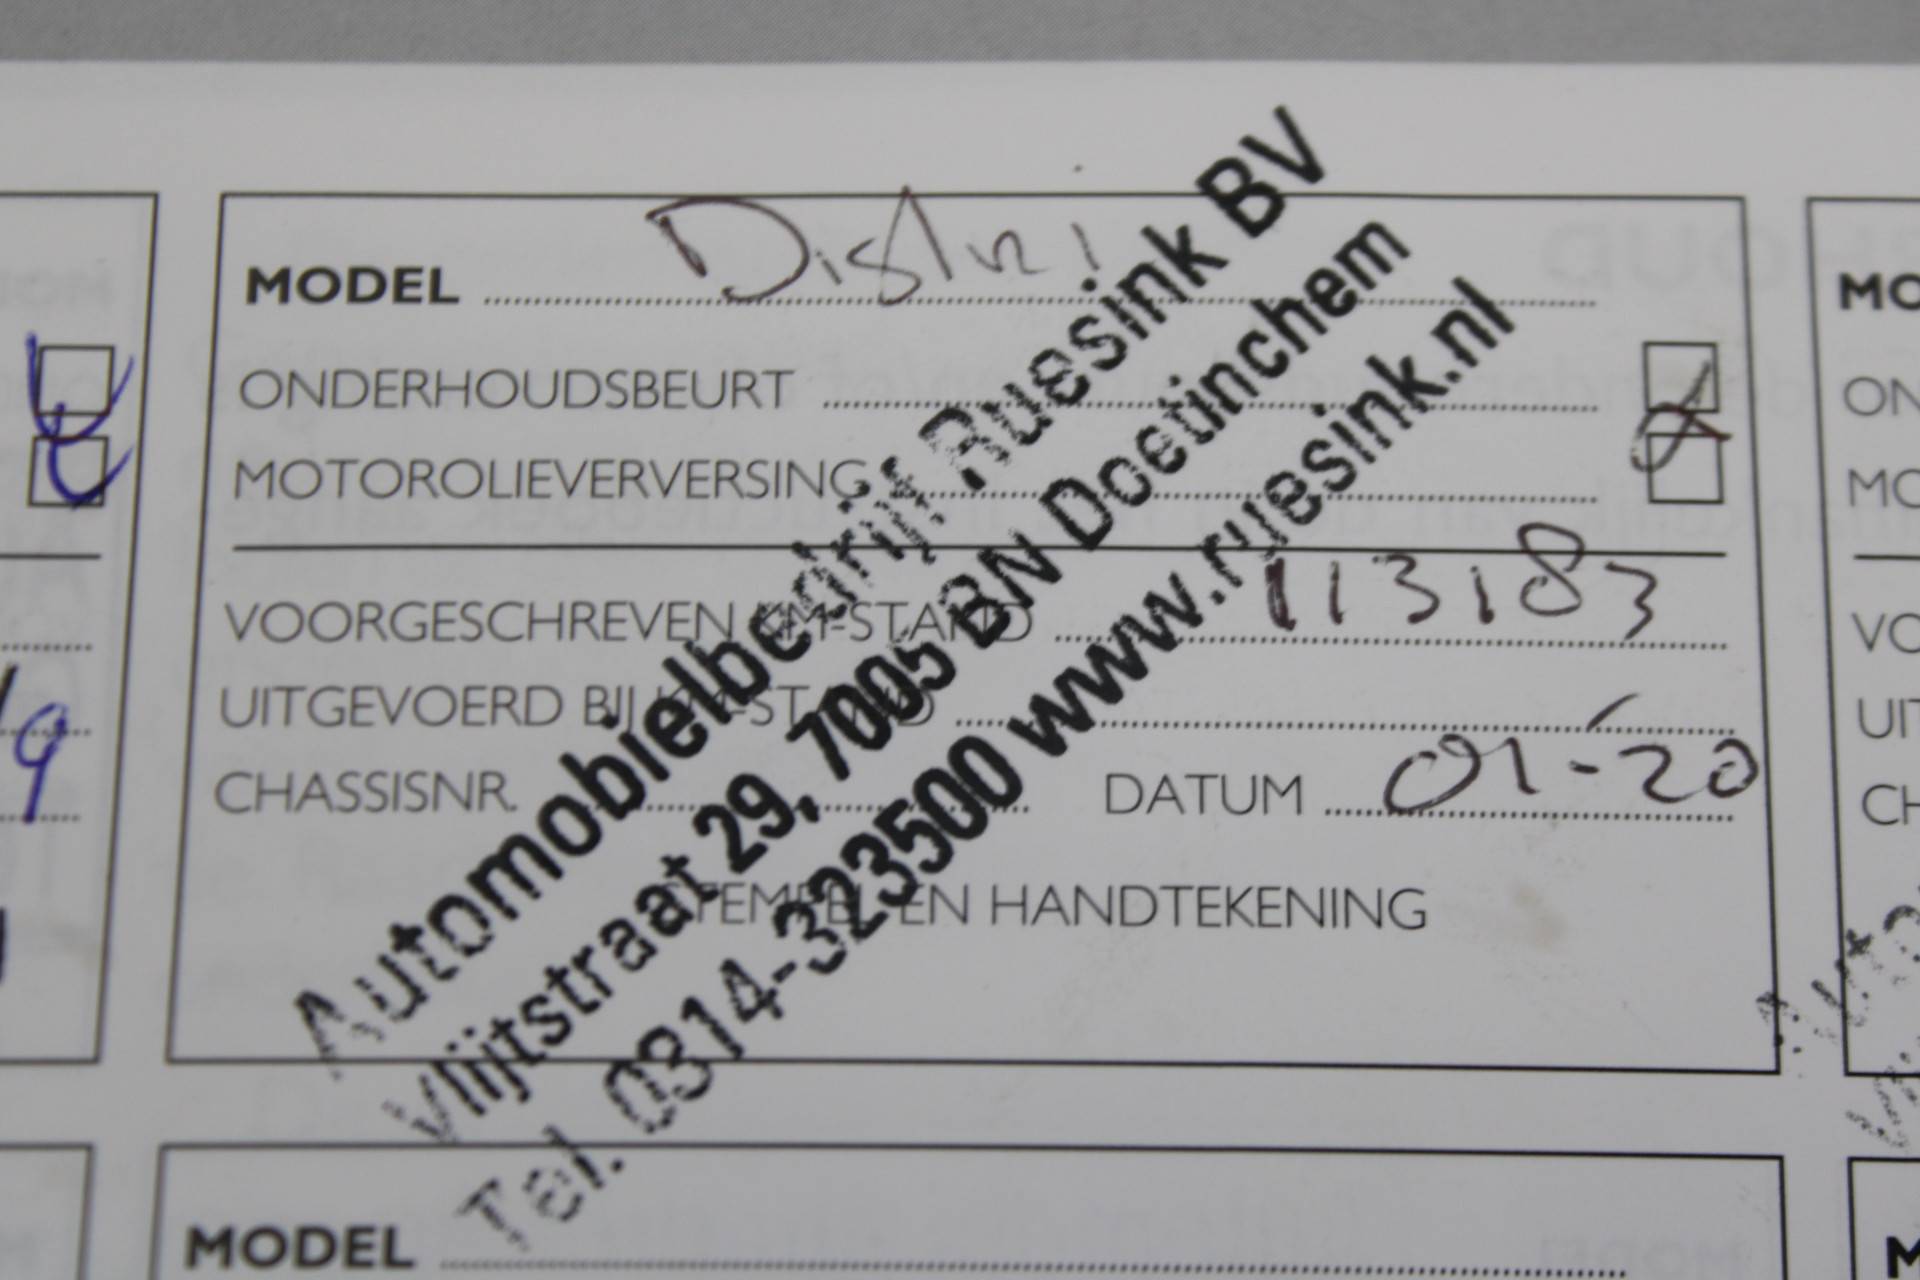 MODEL
ONDERHOUDSBEURT
MOTOROLIEVERVERSING
VOORGESCHREVEN KM-STAND 113183
UITGEVOERD BIJ KM-STAND
CHASSISNR. DATUM 01-20
STEMPEL EN HANDTEKENING
Automobielbedrijf Ruesink BV
Vlijtstraat 29, 7005 BN Doetinchem
Tel. 0314-323500 www.ruesink.nl
MODEL